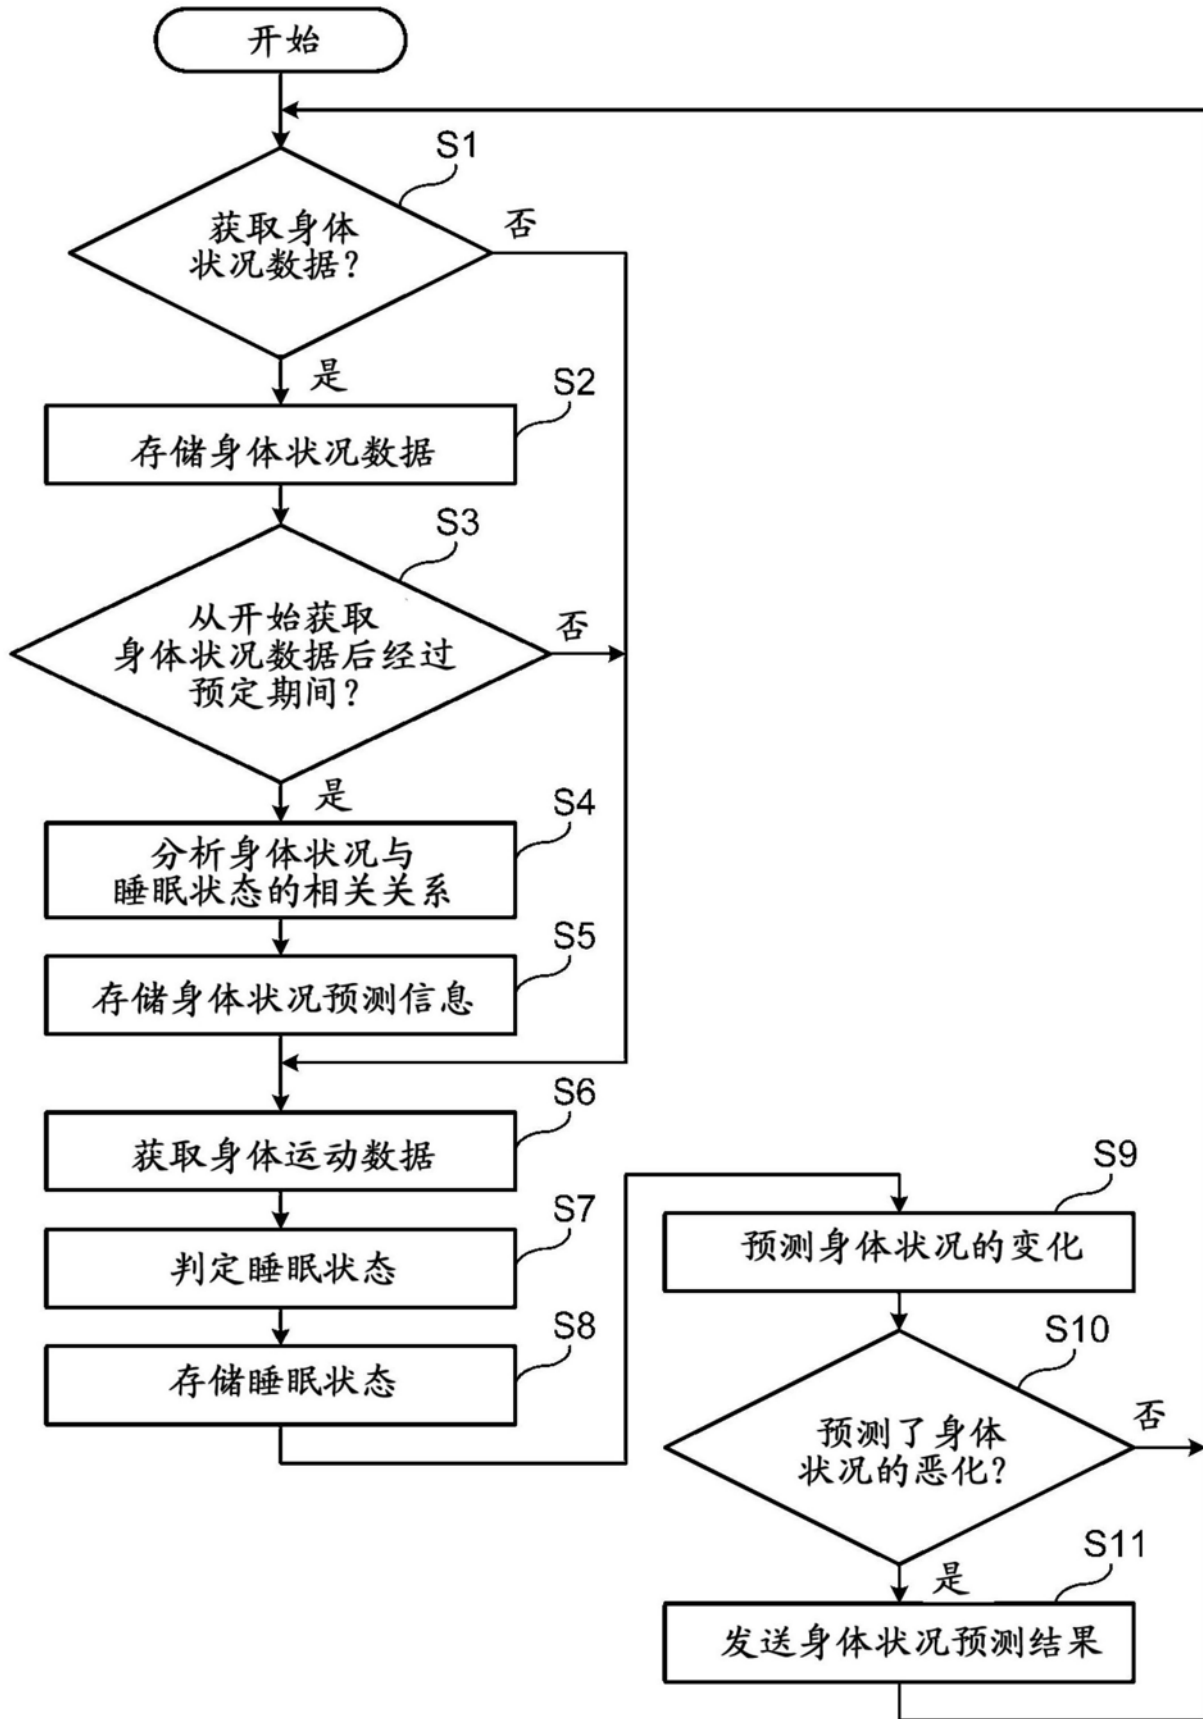 开始
S1
获取身体
状况数据？
否
是
S2
存储身体状况数据
S3
从开始获取
身体状况数据后经过
预定期间？
否
是
S4
分析身体状况与
睡眠状态的相关关系
S5
存储身体状况预测信息
S6
获取身体运动数据
S7
判定睡眠状态
S8
存储睡眠状态
S9
预测身体状况的变化
S10
预测了身体
状况的恶化？
否
是
S11
发送身体状况预测结果